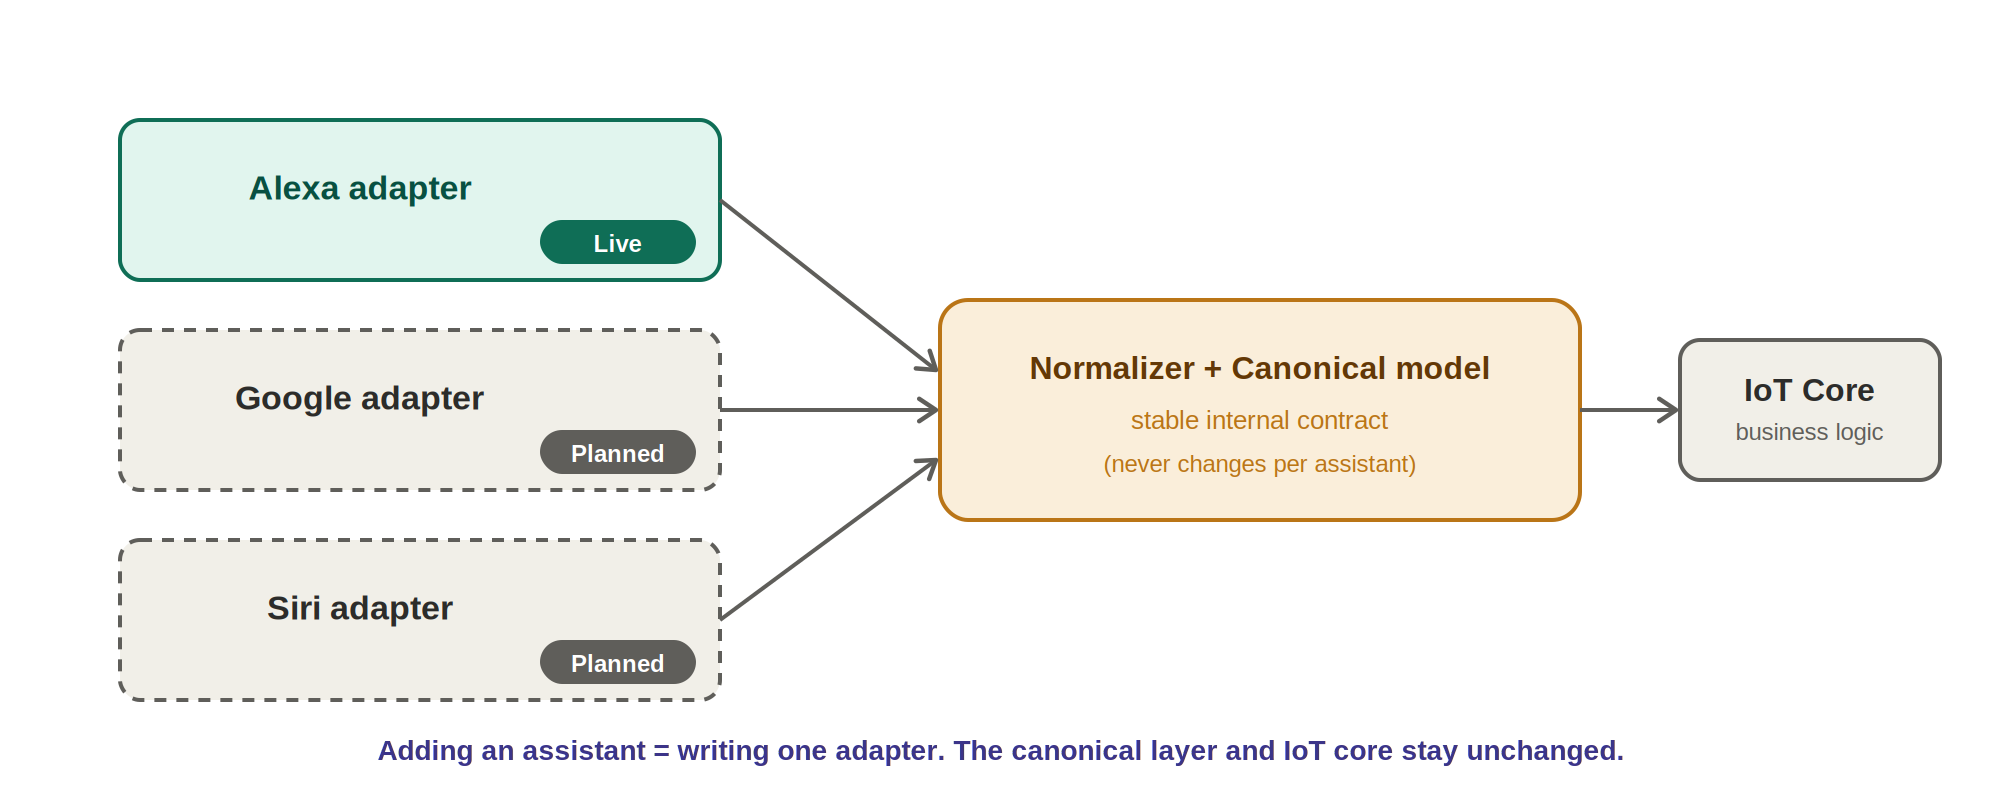 Alexa adapter
Live
Google adapter
Planned
Siri adapter
Planned
Normalizer + Canonical model
stable internal contract
(never changes per assistant)
IoT Core
business logic
Adding an assistant = writing one adapter. The canonical layer and IoT core stay unchanged.